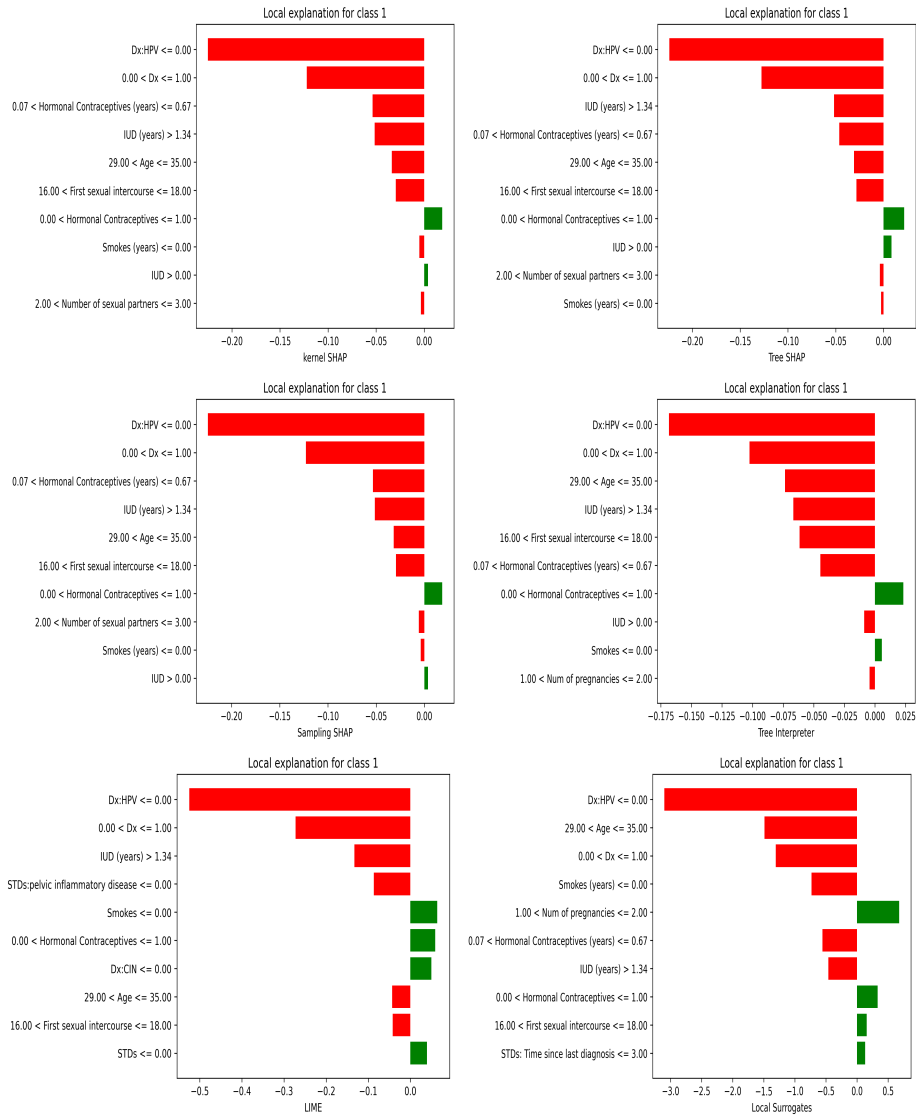 Local explanation for class 1
Dx:HPV <= 0.00
0.00 < Dx <= 1.00
0.07 < Hormonal Contraceptives (years) <= 0.67
IUD (years) > 1.34
29.00 < Age <= 35.00
16.00 < First sexual intercourse <= 18.00
0.00 < Hormonal Contraceptives <= 1.00
Smokes (years) <= 0.00
IUD > 0.00
2.00 < Number of sexual partners <= 3.00
−0.20 −0.15 −0.10 −0.05 0.00
kernel SHAP
Local explanation for class 1
Dx:HPV <= 0.00
0.00 < Dx <= 1.00
IUD (years) > 1.34
0.07 < Hormonal Contraceptives (years) <= 0.67
29.00 < Age <= 35.00
16.00 < First sexual intercourse <= 18.00
0.00 < Hormonal Contraceptives <= 1.00
IUD > 0.00
2.00 < Number of sexual partners <= 3.00
Smokes (years) <= 0.00
−0.20 −0.15 −0.10 −0.05 0.00
Tree SHAP
Local explanation for class 1
Dx:HPV <= 0.00
0.00 < Dx <= 1.00
0.07 < Hormonal Contraceptives (years) <= 0.67
IUD (years) > 1.34
29.00 < Age <= 35.00
16.00 < First sexual intercourse <= 18.00
0.00 < Hormonal Contraceptives <= 1.00
2.00 < Number of sexual partners <= 3.00
Smokes (years) <= 0.00
IUD > 0.00
−0.20 −0.15 −0.10 −0.05 0.00
Sampling SHAP
Local explanation for class 1
Dx:HPV <= 0.00
0.00 < Dx <= 1.00
29.00 < Age <= 35.00
IUD (years) > 1.34
16.00 < First sexual intercourse <= 18.00
0.07 < Hormonal Contraceptives (years) <= 0.67
0.00 < Hormonal Contraceptives <= 1.00
IUD > 0.00
Smokes <= 0.00
1.00 < Num of pregnancies <= 2.00
−0.175 −0.150 −0.125 −0.100 −0.075 −0.050 −0.025 0.000 0.025
Tree Interpreter
Local explanation for class 1
Dx:HPV <= 0.00
0.00 < Dx <= 1.00
IUD (years) > 1.34
STDs:pelvic inflammatory disease <= 0.00
Smokes <= 0.00
0.00 < Hormonal Contraceptives <= 1.00
Dx:CIN <= 0.00
29.00 < Age <= 35.00
16.00 < First sexual intercourse <= 18.00
STDs <= 0.00
−0.5 −0.4 −0.3 −0.2 −0.1 0.0
LIME
Local explanation for class 1
Dx:HPV <= 0.00
29.00 < Age <= 35.00
0.00 < Dx <= 1.00
Smokes (years) <= 0.00
1.00 < Num of pregnancies <= 2.00
0.07 < Hormonal Contraceptives (years) <= 0.67
IUD (years) > 1.34
0.00 < Hormonal Contraceptives <= 1.00
16.00 < First sexual intercourse <= 18.00
STDs: Time since last diagnosis <= 3.00
−3.0 −2.5 −2.0 −1.5 −1.0 −0.5 0.0 0.5
Local Surrogates